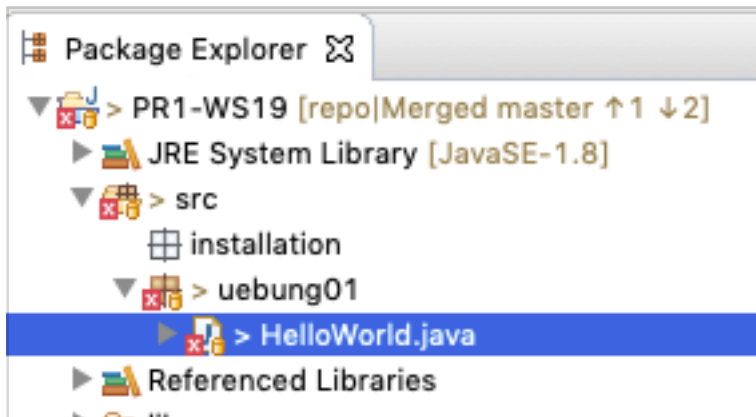 Package Explorer
> PR1-WS19 [repo|Merged master ↑1 ↓2]
JRE System Library [JavaSE-1.8]
> src
installation
> uebung01
> HelloWorld.java
Referenced Libraries